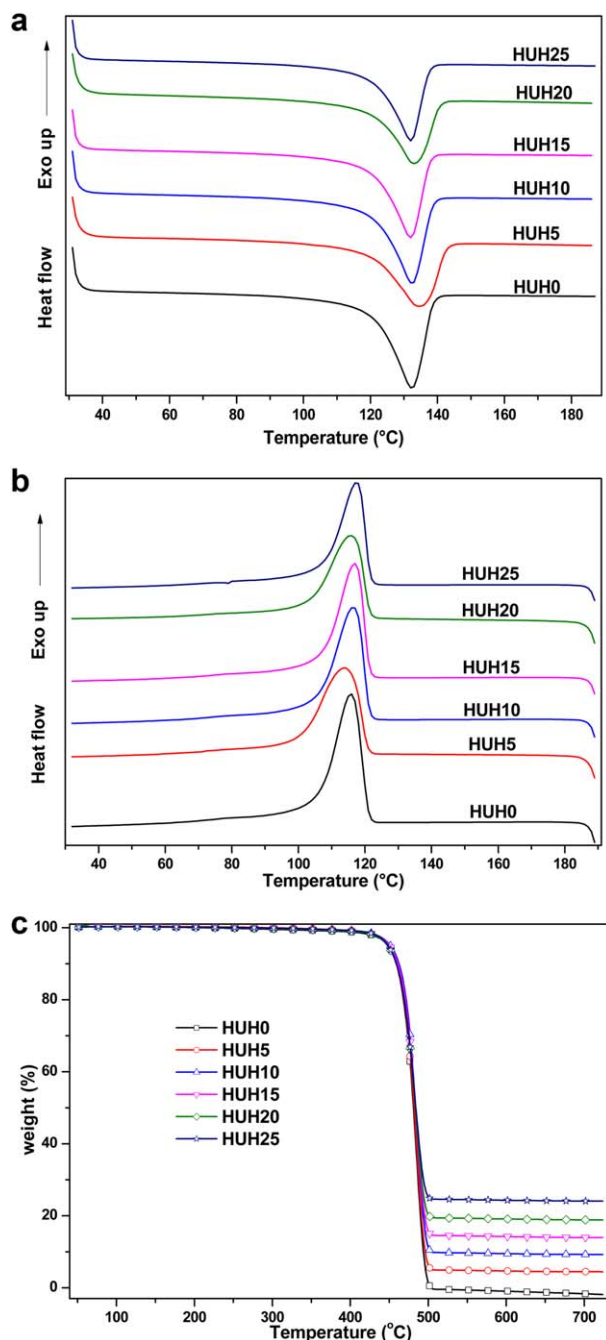 a
Heat flow Exo up
HUH25
HUH20
HUH15
HUH10
HUH5
HUH0
40 60 80 100 120 140 160 180
Temperature (°C)
b
Heat flow Exo up
HUH25
HUH20
HUH15
HUH10
HUH5
HUH0
40 60 80 100 120 140 160 180
Temperature (°C)
c
weight (%)
100
80
60
40
20
0
HUH0
HUH5
HUH10
HUH15
HUH20
HUH25
100 200 300 400 500 600 700
Temperature (°C)